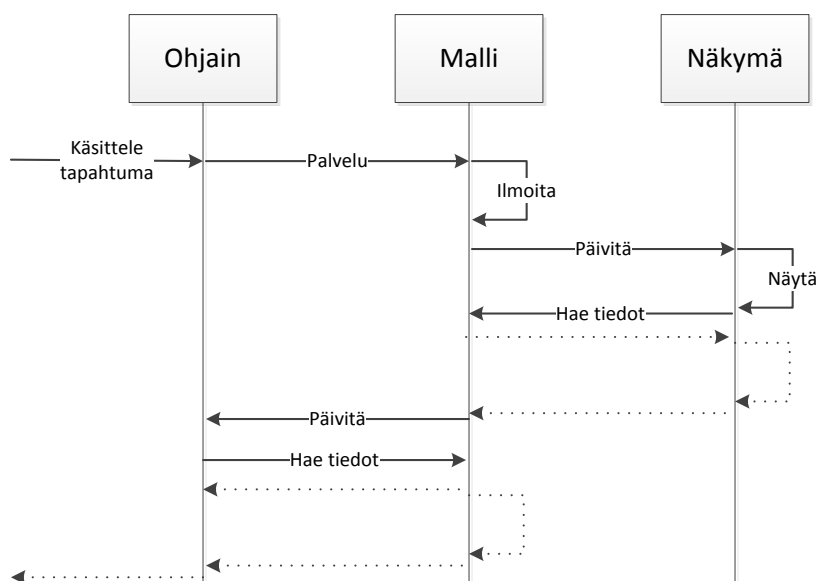 Ohjain
Malli
Näkymä
Käsittele
tapahtuma
Palvelu
Ilmoita
Päivitä
Näytä
Hae tiedot
Päivitä
Hae tiedot